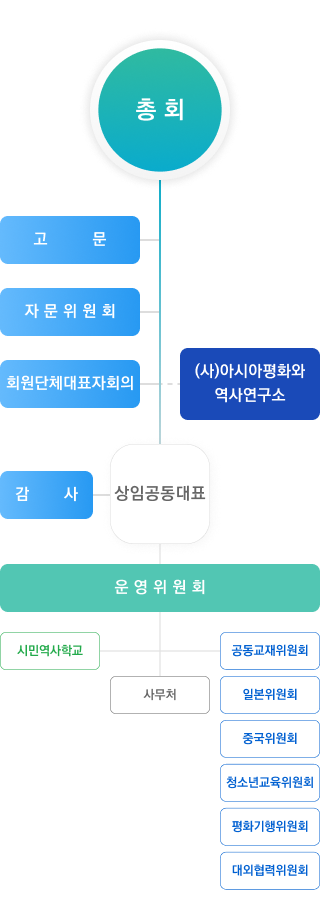 총 회
고 문
자 문 위 원 회
회원단체대표자회의
(사)아시아평화와
역사연구소
감 사
상임공동대표
운 영 위 원 회
시민역사학교
공동교재위원회
사무처
일본위원회
중국위원회
청소년교육위원회
평화기행위원회
대외협력위원회